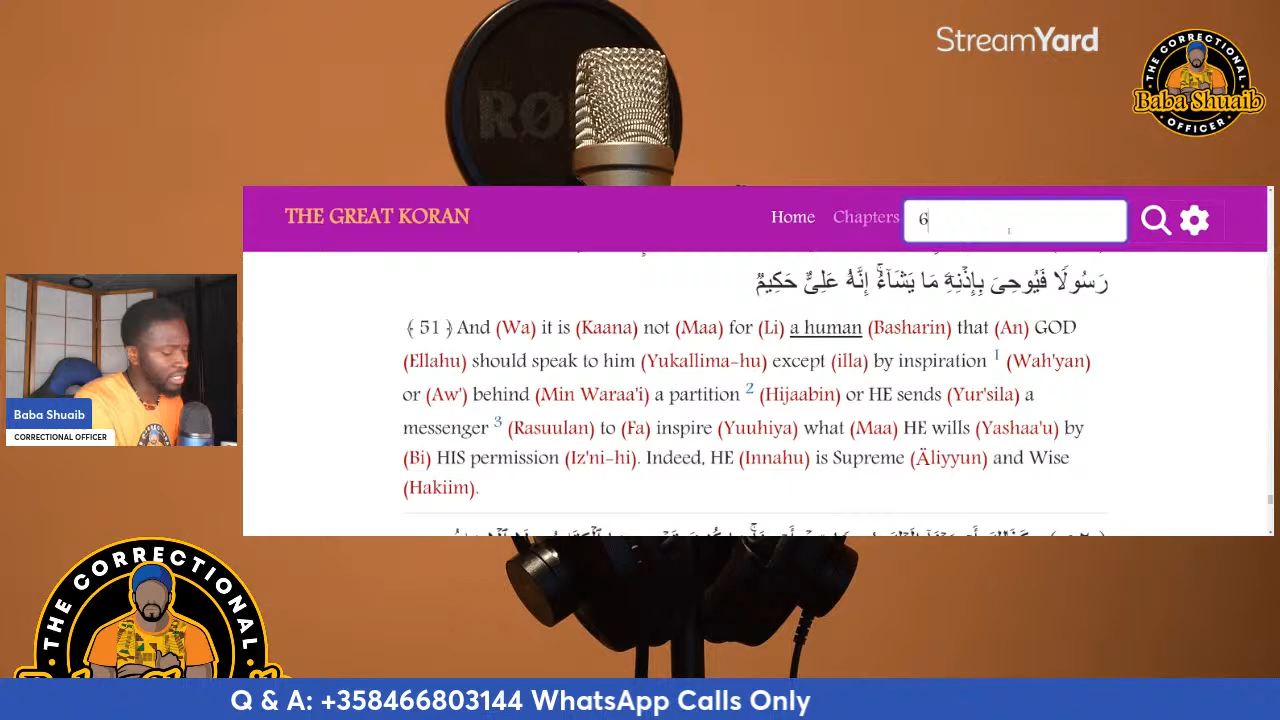 StreamYard
THE CORRECTIONAL
Baba Shuaib
OFFICER
RØ
THE GREAT KORAN
Home Chapters 6
رَسُولًا فَيُوحِىَ بِإِذْنِهِۦ مَا يَشَآءُ ۚ إِنَّهُۥ عَلِىٌّ حَكِيمٌ
﴾ 51 ﴿ And (Wa) it is (Kaana) not (Maa) for (Li) a human (Basharin) that (An) GOD
(Ellahu) should speak to him (Yukallima-hu) except (illa) by inspiration 1 (Wah'yan)
or (Aw') behind (Min Waraa'i) a partition 2 (Hijaabin) or HE sends (Yur'sila) a
messenger 3 (Rasuulan) to (Fa) inspire (Yuuhiya) what (Maa) HE wills (Yashaa'u) by
(Bi) HIS permission (Iz'ni-hi). Indeed, HE (Innahu) is Supreme (Äliyyun) and Wise
(Hakiim).
Baba Shuaib
CORRECTIONAL OFFICER
THE CORRECTIONAL
Q & A: +358466803144 WhatsApp Calls Only